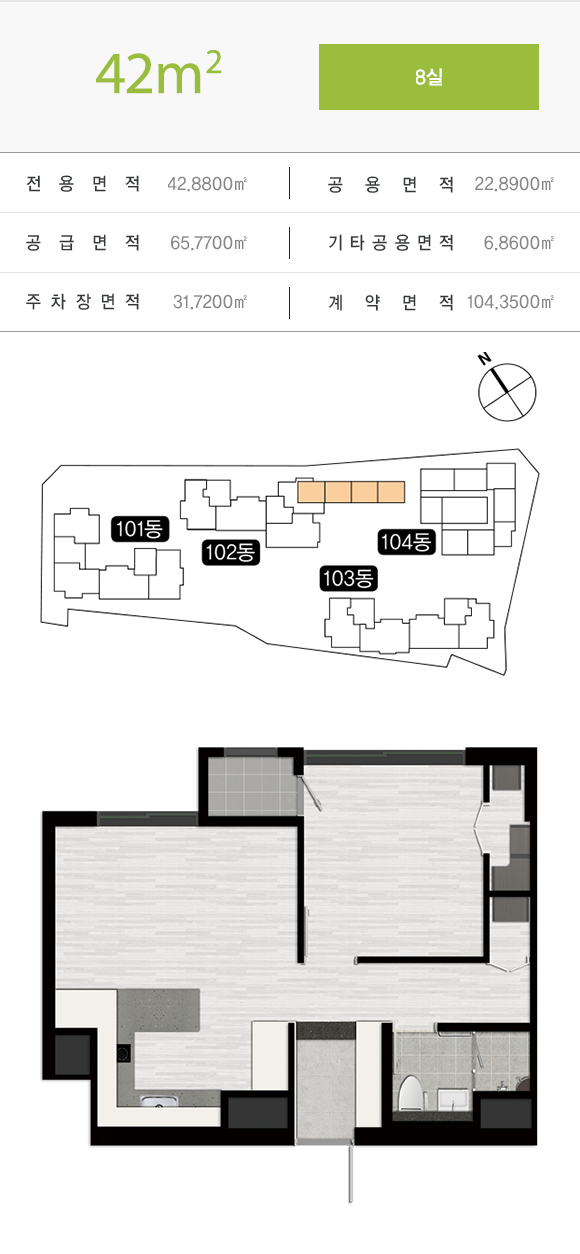 42m²
8실
전용면적 42.8800㎡
공용면적 22.8900㎡
공급면적 65.7700㎡
기타공용면적 6.8600㎡
주차장면적 31.7200㎡
계약면적 104.3500㎡
N
101동
102동
104동
103동